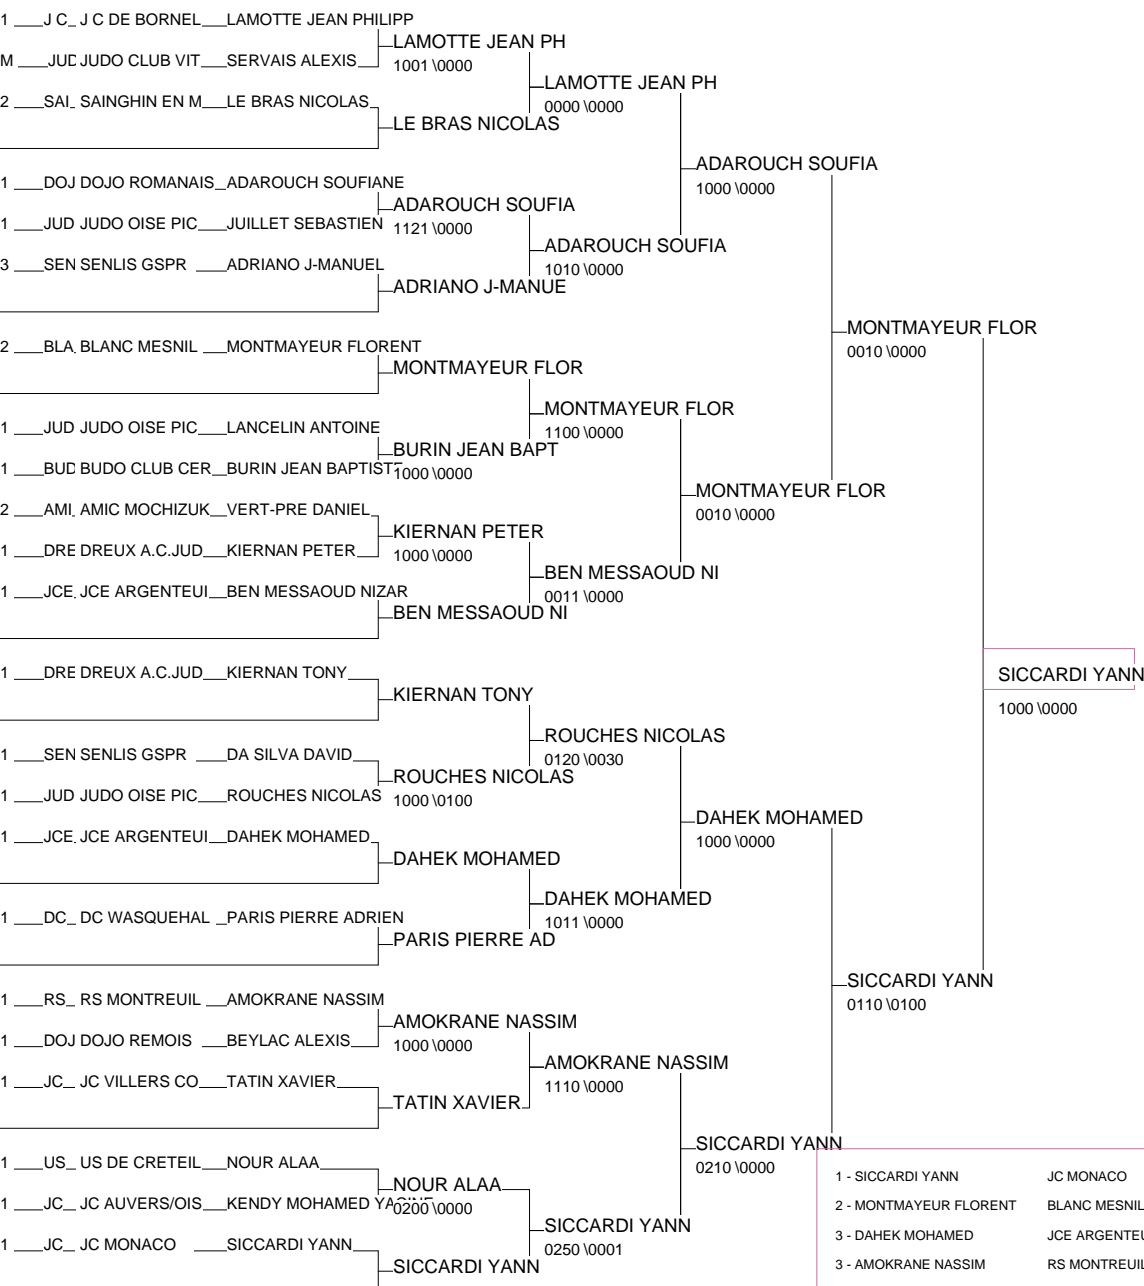 1 ___J C_ J C DE BORNEL___LAMOTTE JEAN PHILIPP
LAMOTTE JEAN PH
M ___JUD JUDO CLUB VIT___SERVAIS ALEXIS
1001 \0000
LAMOTTE JEAN PH
0000 \0000
2 ___SAI_ SAINGHIN EN M___LE BRAS NICOLAS
LE BRAS NICOLAS
ADAROUCH SOUFIA
1000 \0000
1 ___DOJ DOJO ROMANAIS_ADAROUCH SOUFIANE
ADAROUCH SOUFIA
1 ___JUD JUDO OISE PIC___JUILLET SEBASTIEN
1121 \0000
ADAROUCH SOUFIA
1010 \0000
3 ___SEN SENLIS GSPR ___ADRIANO J-MANUEL
ADRIANO J-MANUE
MONTMAYEUR FLOR
0010 \0000
2 ___BLA BLANC MESNIL ___MONTMAYEUR FLORENT
MONTMAYEUR FLOR
MONTMAYEUR FLOR
1100 \0000
1 ___JUD JUDO OISE PIC___LANCELIN ANTOINE
BURIN JEAN BAPT
1 ___BUD BUDO CLUB CER__BURIN JEAN BAPTISTE
1000 \0000
MONTMAYEUR FLOR
0010 \0000
2 ___AMI_ AMIC MOCHIZUK__VERT-PRE DANIEL
KIERNAN PETER
1 ___DRE DREUX A.C.JUD___KIERNAN PETER
1000 \0000
BEN MESSAOUD NI
0011 \0000
1 ___JCE JCE ARGENTEUI__BEN MESSAOUD NIZAR
BEN MESSAOUD NI
1 ___DRE DREUX A.C.JUD___KIERNAN TONY
KIERNAN TONY
SICCARDI YANN
1000 \0000
ROUCHES NICOLAS
0120 \0030
1 ___SEN SENLIS GSPR ___DA SILVA DAVID
ROUCHES NICOLAS
1 ___JUD JUDO OISE PIC___ROUCHES NICOLAS
1000 \0100
DAHEK MOHAMED
1000 \0000
1 ___JCE JCE ARGENTEUI__DAHEK MOHAMED
DAHEK MOHAMED
DAHEK MOHAMED
1011 \0000
1 ___DC_ DC WASQUEHAL _PARIS PIERRE ADRIEN
PARIS PIERRE AD
SICCARDI YANN
0110 \0100
1 ___RS_ RS MONTREUIL ___AMOKRANE NASSIM
AMOKRANE NASSIM
1 ___DOJ DOJO REMOIS ___BEYLAC ALEXIS
1000 \0000
AMOKRANE NASSIM
1110 \0000
1 ___JC_ JC VILLERS CO___TATIN XAVIER
TATIN XAVIER
SICCARDI YANN
0210 \0000
1 ___US_ US DE CRETEIL__NOUR ALAA
NOUR ALAA
1 ___JC_ JC AUVERS/OIS___KENDY MOHAMED
0200 \0000
SICCARDI YANN
0250 \0001
1 ___JC_ JC MONACO ____SICCARDI YANN
SICCARDI YANN
1 - SICCARDI YANN JC MONACO
2 - MONTMAYEUR FLORENT BLANC MESNIL
3 - DAHEK MOHAMED JCE ARGENTEU
3 - AMOKRANE NASSIM RS MONTREUIL